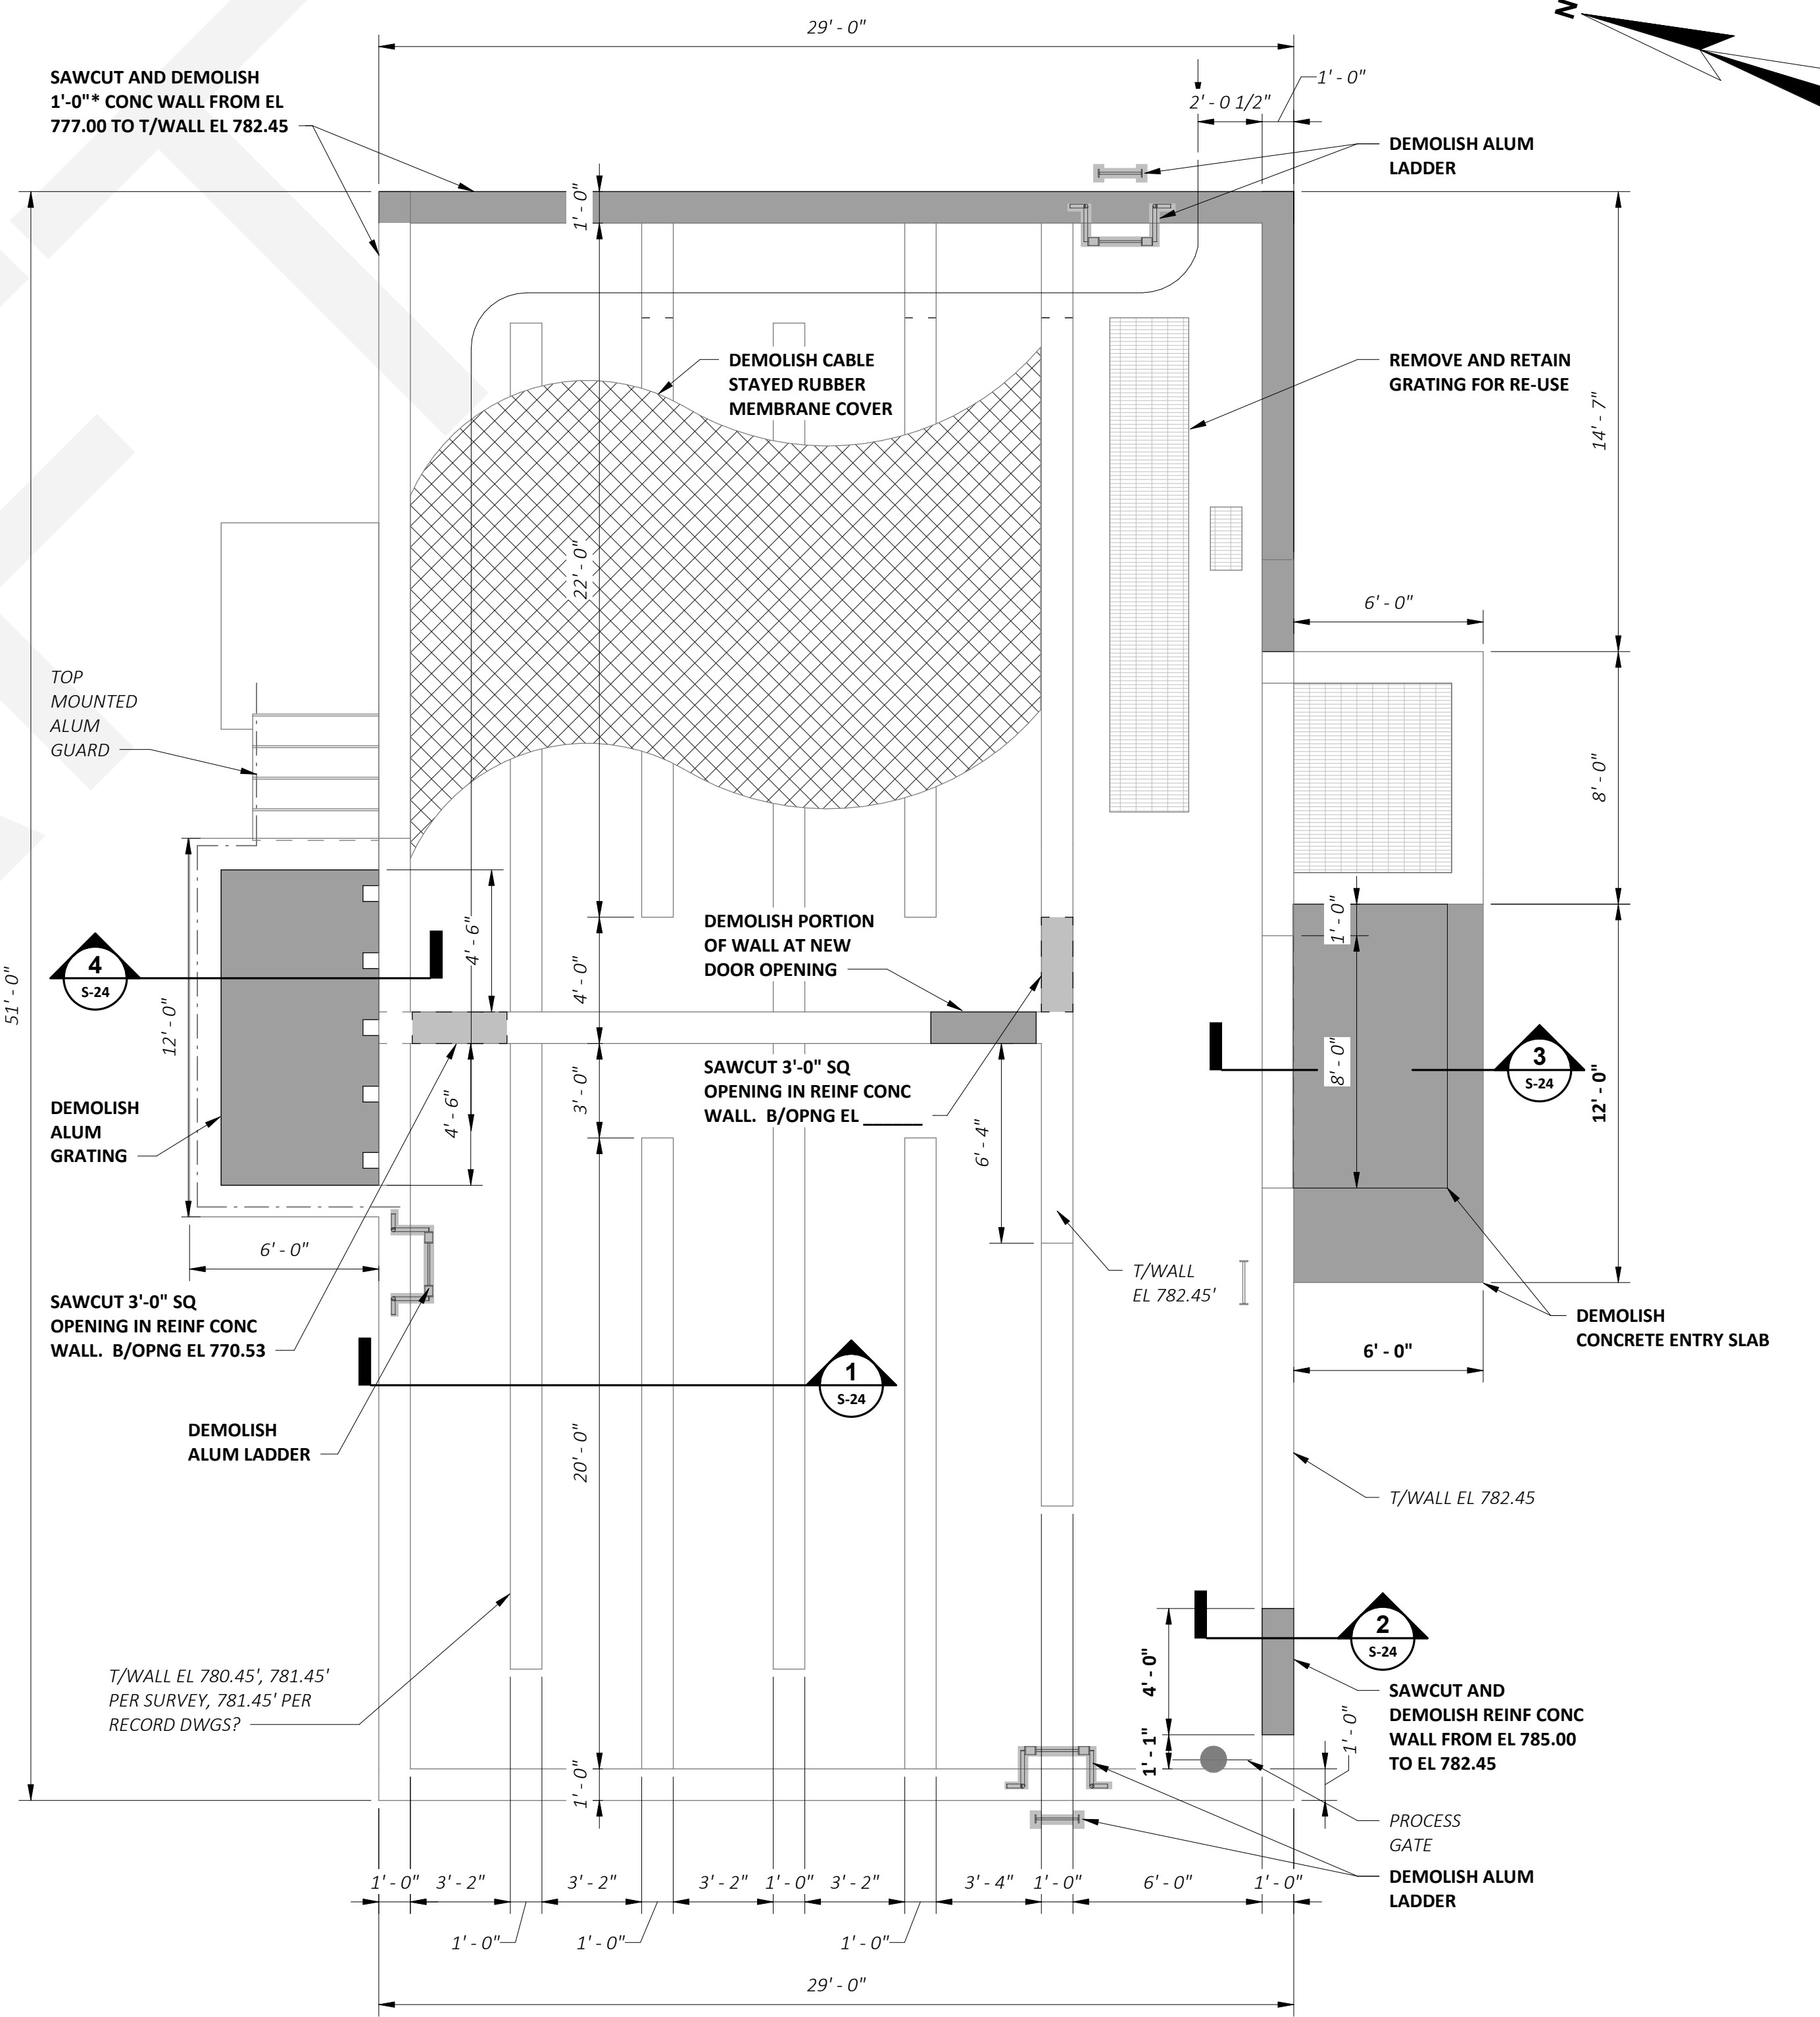 29' - 0"
N
SAWCUT AND DEMOLISH
1'-0"* CONC WALL FROM EL
777.00 TO T/WALL EL 782.45
1' - 0"
2' - 0 1/2"
DEMOLISH ALUM
LADDER
1' - 0"
DEMOLISH CABLE
STAYED RUBBER
MEMBRANE COVER
REMOVE AND RETAIN
GRATING FOR RE-USE
14' - 7"
22' - 0"
6' - 0"
TOP
MOUNTED
ALUM
GUARD
8' - 0"
DEMOLISH PORTION
OF WALL AT NEW
DOOR OPENING
1' - 0"
4' - 6"
4' - 0"
4
S-24
51' - 0"
12' - 0"
SAWCUT 3'-0" SQ
OPENING IN REINF CONC
WALL. B/OPNG EL ______
8' - 0"
3
S-24
12' - 0"
DEMOLISH
ALUM
GRATING
4' - 6"
3' - 0"
6' - 4"
6' - 0"
T/WALL
EL 782.45'
SAWCUT 3'-0" SQ
OPENING IN REINF CONC
WALL. B/OPNG EL 770.53
DEMOLISH
CONCRETE ENTRY SLAB
6' - 0"
1
S-24
DEMOLISH
ALUM LADDER
20' - 0"
T/WALL EL 782.45
2
S-24
T/WALL EL 780.45', 781.45'
PER SURVEY, 781.45' PER
RECORD DWGS?
4' - 0"
SAWCUT AND
DEMOLISH REINF CONC
WALL FROM EL 785.00
TO EL 782.45
1' - 1"
1' - 0"
1' - 0"
PROCESS
GATE
DEMOLISH ALUM
LADDER
1' - 0" 3' - 2" 3' - 2" 3' - 2" 1' - 0" 3' - 2" 3' - 4" 1' - 0" 6' - 0" 1' - 0"
1' - 0" 1' - 0" 1' - 0"
29' - 0"